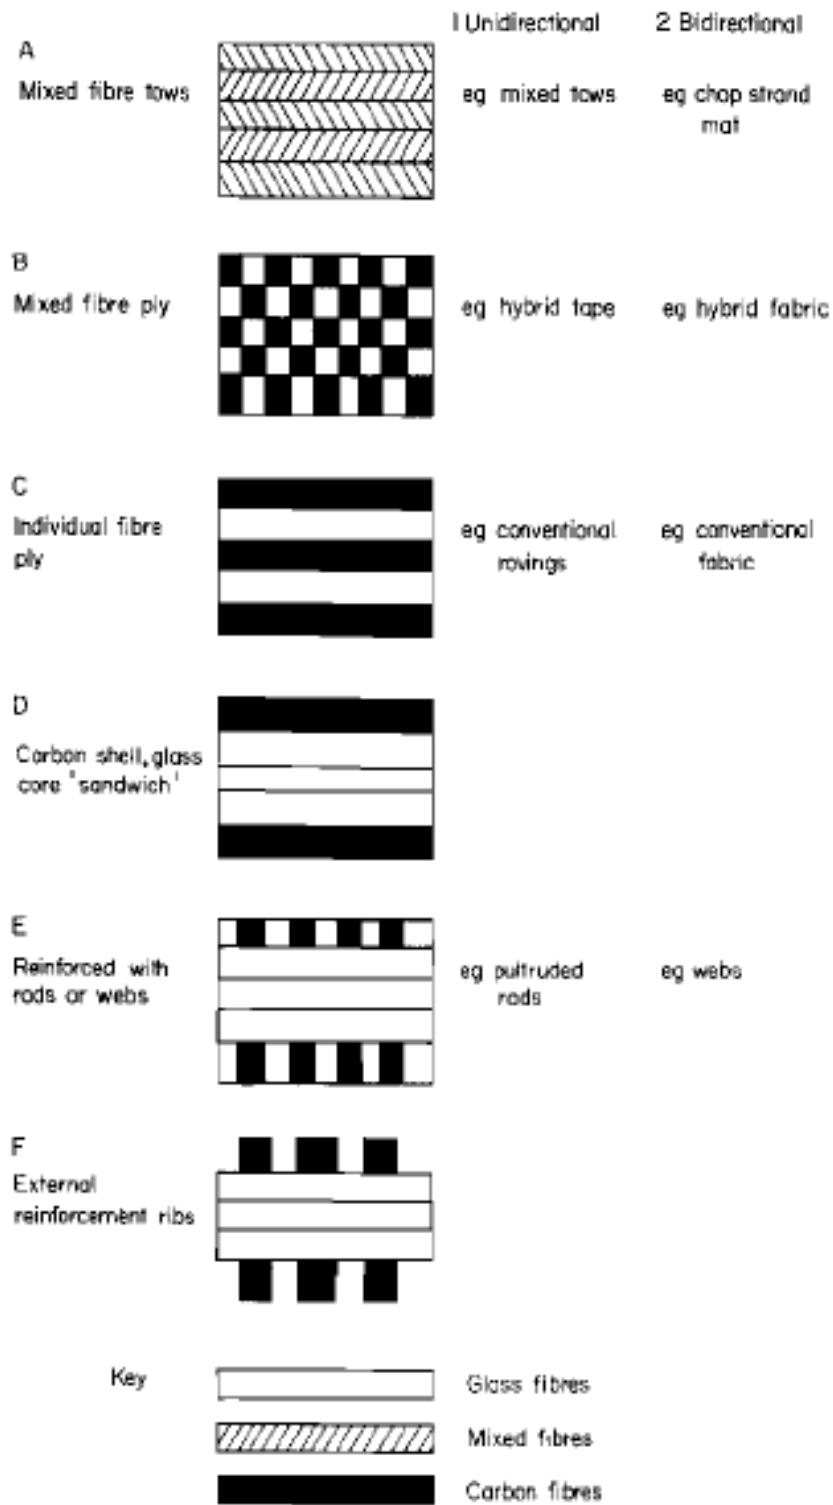 1 Unidirectional 2 Bidirectional
A
Mixed fibre tows
eg mixed tows
eg chop strand
mat
B
Mixed fibre ply
eg hybrid tape
eg hybrid fabric
C
Individual fibre
ply
eg conventional
rovings
eg conventional
fabric
D
Carbon shell, glass
core 'sandwich'
E
Reinforced with
rods or webs
eg pultruded
rods
eg webs
F
External
reinforcement ribs
Key
Glass fibres
Mixed fibres
Carbon fibres